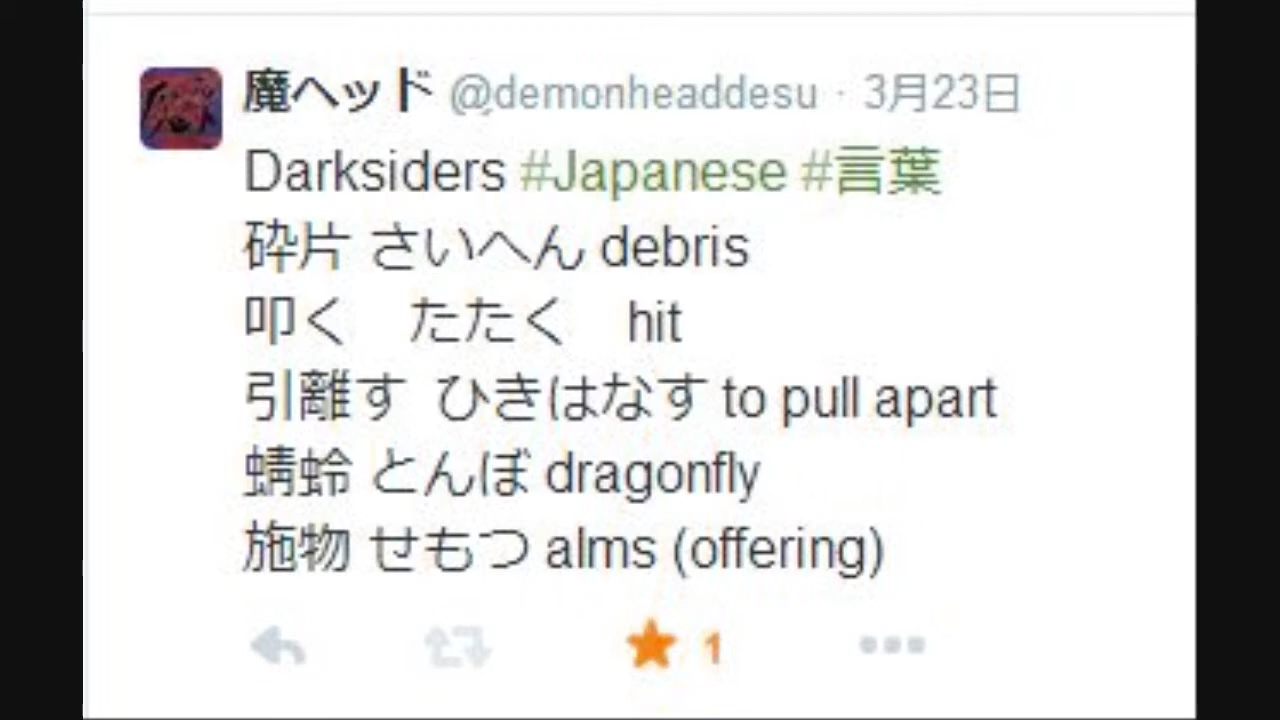 魔ヘッド @demonheaddesu · 3月23日
Darksiders #Japanese #言葉
砕片 さいへん debris
叩く　たたく　hit
引離す ひきはなす to pull apart
蜻蛉 とんぼ dragonfly
施物 せもつ alms (offering)
1